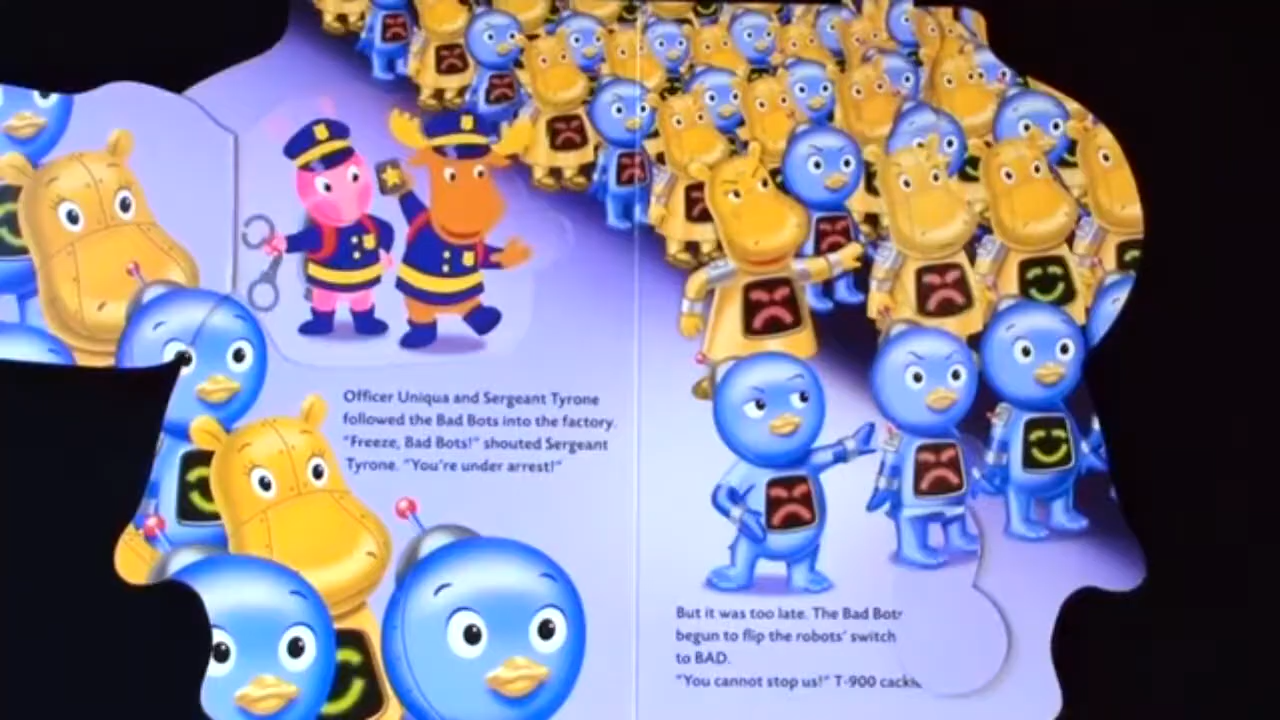 Officer Uniqua and Sergeant Tyrone
followed the Bad Bots into the factory.
"Freeze, Bad Bots!" shouted Sergeant
Tyrone. "You're under arrest!"
But it was too late. The Bad Bots
begun to flip the robots' switch
to BAD.
"You cannot stop us!" T-900